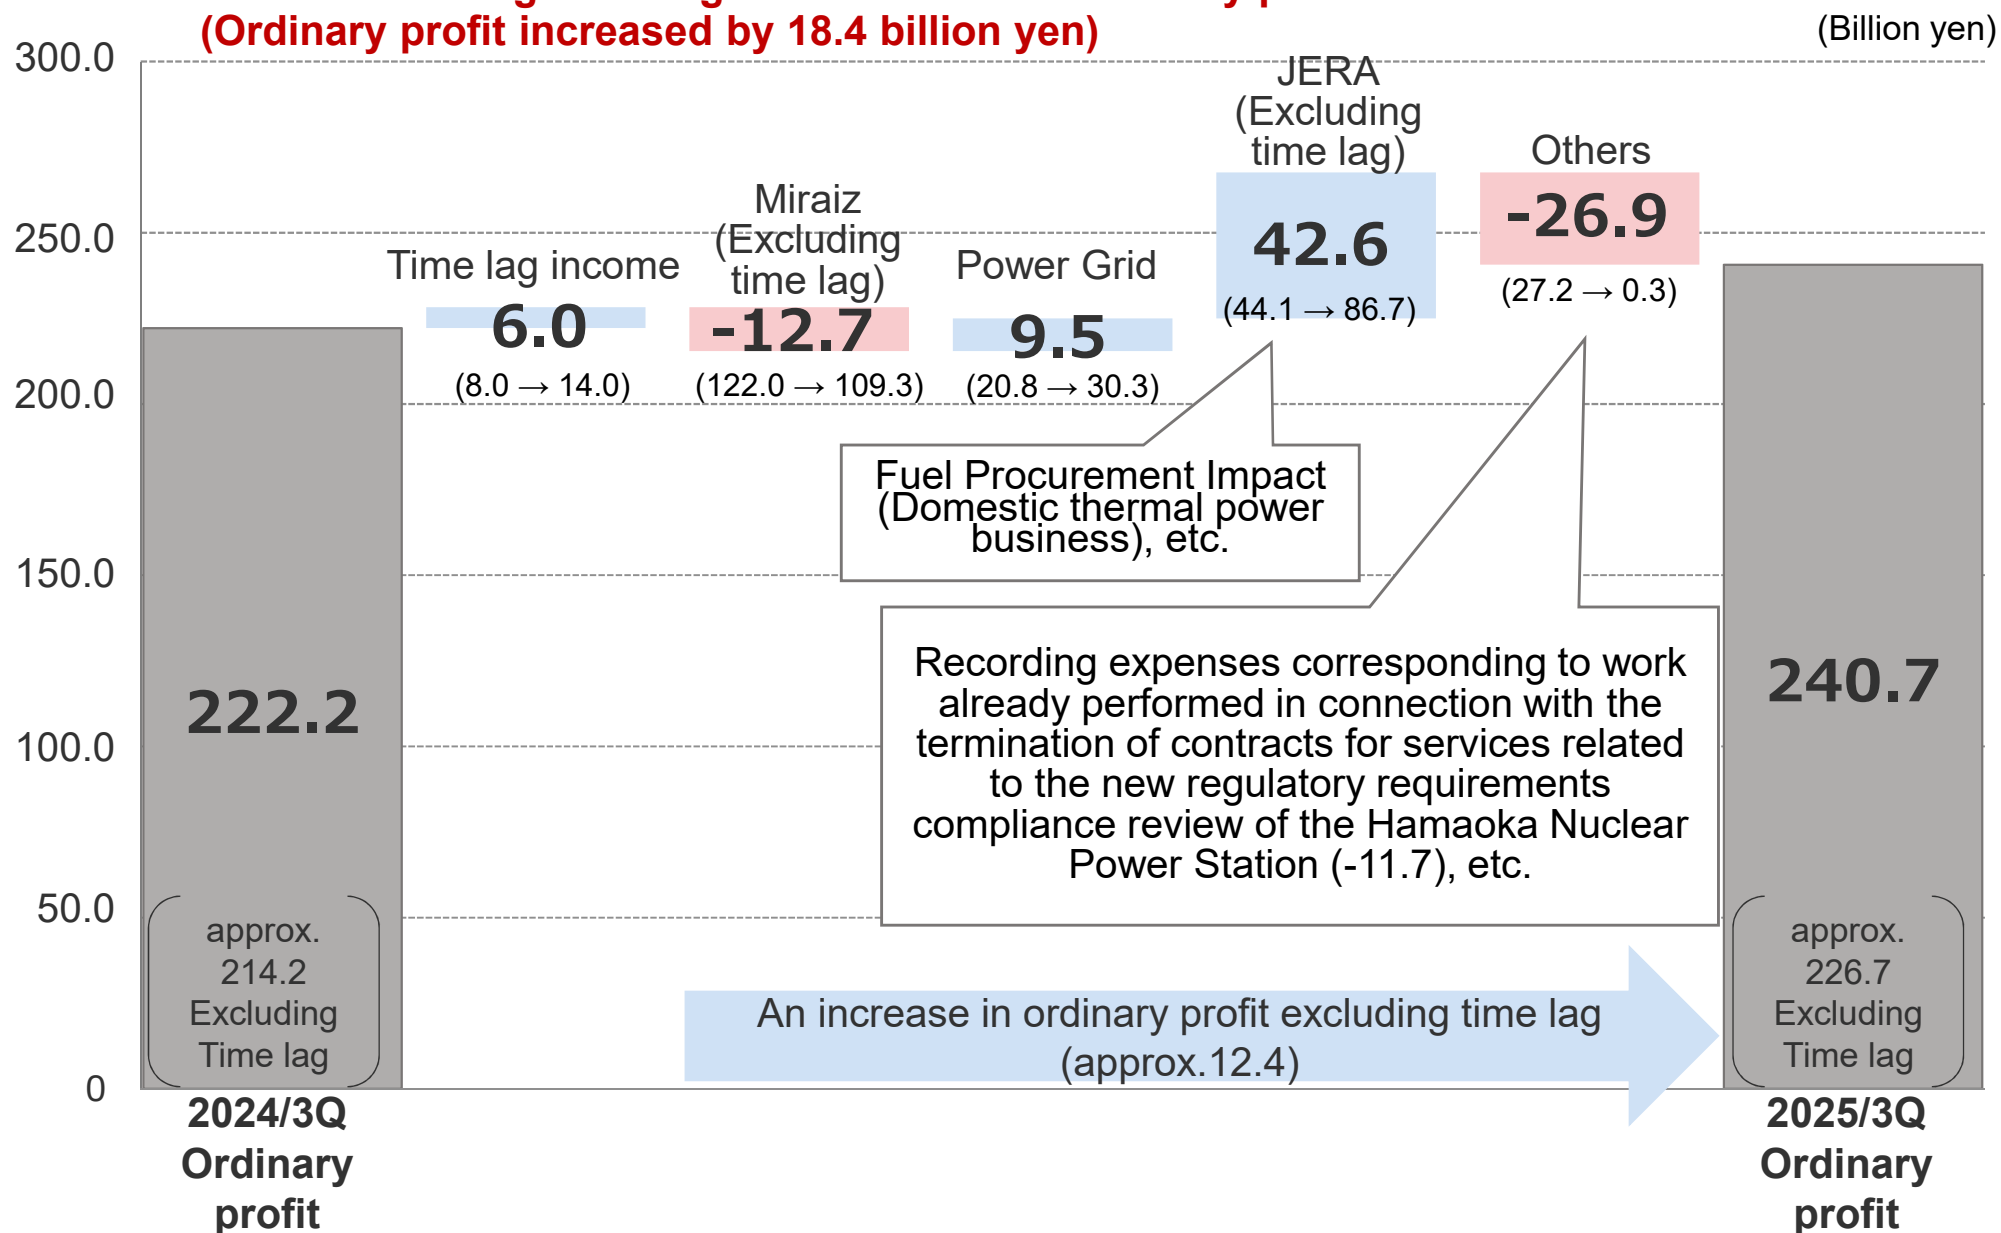 (Ordinary profit increased by 18.4 billion yen)
(Billion yen)
300.0
250.0
200.0
150.0
100.0
50.0
0
222.2
approx.
214.2
Excluding
Time lag
2024/3Q
Ordinary
profit
Time lag income
6.0
(8.0 → 14.0)
Miraiz
(Excluding
time lag)
-12.7
(122.0 → 109.3)
Power Grid
9.5
(20.8 → 30.3)
JERA
(Excluding
time lag)
42.6
(44.1 → 86.7)
Others
-26.9
(27.2 → 0.3)
Fuel Procurement Impact
(Domestic thermal power
business), etc.
Recording expenses corresponding to work
already performed in connection with the
termination of contracts for services related
to the new regulatory requirements
compliance review of the Hamaoka Nuclear
Power Station (-11.7), etc.
An increase in ordinary profit excluding time lag
(approx.12.4)
240.7
approx.
226.7
Excluding
Time lag
2025/3Q
Ordinary
profit